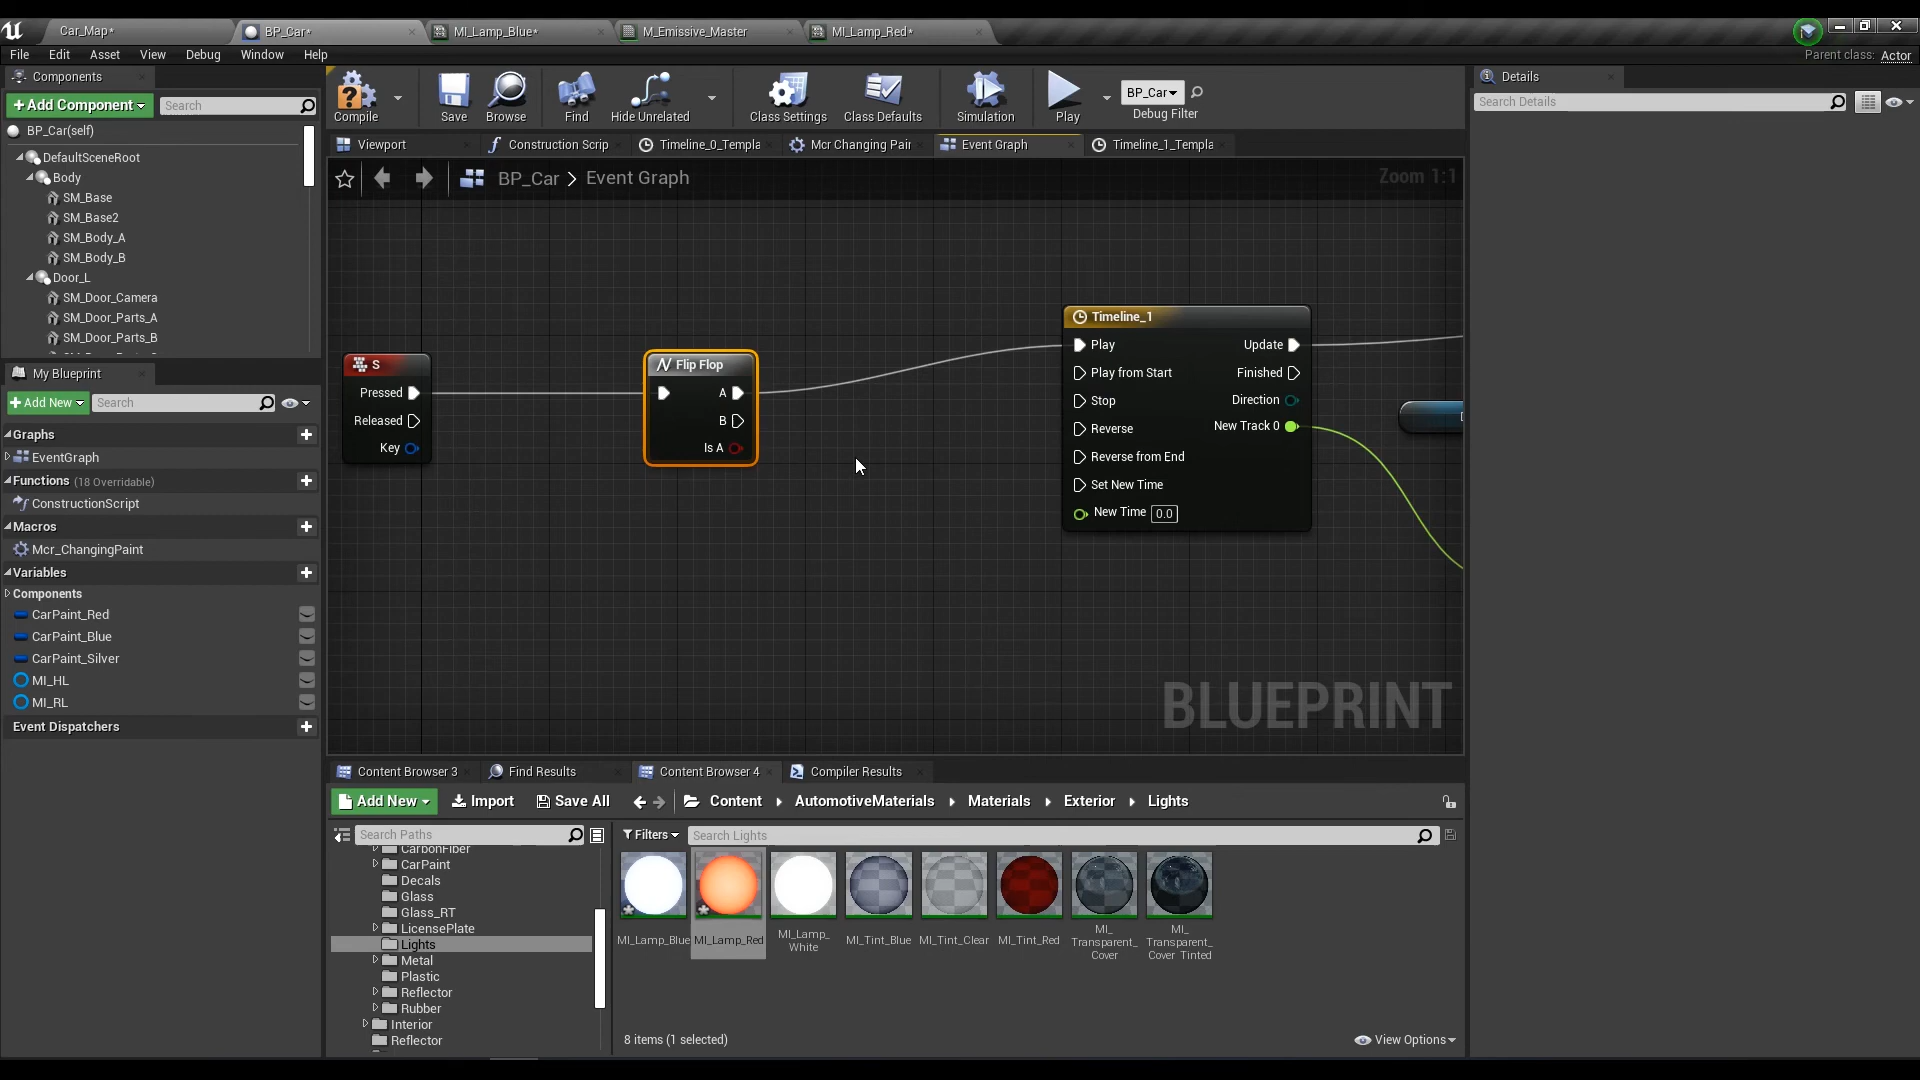 Car_Map*
BP_Car*
MI_Lamp_Blue*
M_Emissive_Master
MI_Lamp_Red*
File Edit Asset View Debug Window Help
Parent class: Actor
Components
+Add Component
Search
BP_Car(self)
DefaultSceneRoot
Body
SM_Base
SM_Base2
SM_Body_A
SM_Body_B
Door_L
SM_Door_Camera
SM_Door_Parts_A
SM_Door_Parts_B
My Blueprint
+Add New
Search
Graphs
EventGraph
Functions (18 Overridable)
ConstructionScript
Macros
Mcr_ChangingPaint
Variables
Components
CarPaint_Red
CarPaint_Blue
CarPaint_Silver
MI_HL
MI_RL
Event Dispatchers
Compile
Save
Browse
Find
Hide Unrelated
Class Settings
Class Defaults
Simulation
Play
BP_Car
Debug Filter
Viewport
Construction Scrip
Timeline_0_Templa
Mcr Changing Pair
Event Graph
Timeline_1_Templa
BP_Car > Event Graph
Zoom 1:1
S
Pressed
Released
Key
Flip Flop
A
B
Is A
Timeline_1
Play
Update
Play from Start
Finished
Stop
Direction
Reverse
New Track 0
Reverse from End
Set New Time
New Time 0.0
BLUEPRINT
Details
Search Details
Content Browser 3
Find Results
Content Browser 4
Compiler Results
Add New
Import
Save All
Content
AutomotiveMaterials
Materials
Exterior
Lights
Search Paths
CarbonFiber
CarPaint
Decals
Glass
Glass_RT
LicensePlate
Lights
Metal
Plastic
Reflector
Rubber
Interior
Reflector
Filters
Search Lights
MI_Lamp_Blue
MI_Lamp_Red
MI_Lamp_
White
MI_Tint_Blue
MI_Tint_Clear
MI_Tint_Red
MI_
Transparent_
Cover
MI_
Transparent_
Cover_Tinted
8 items (1 selected)
View Options